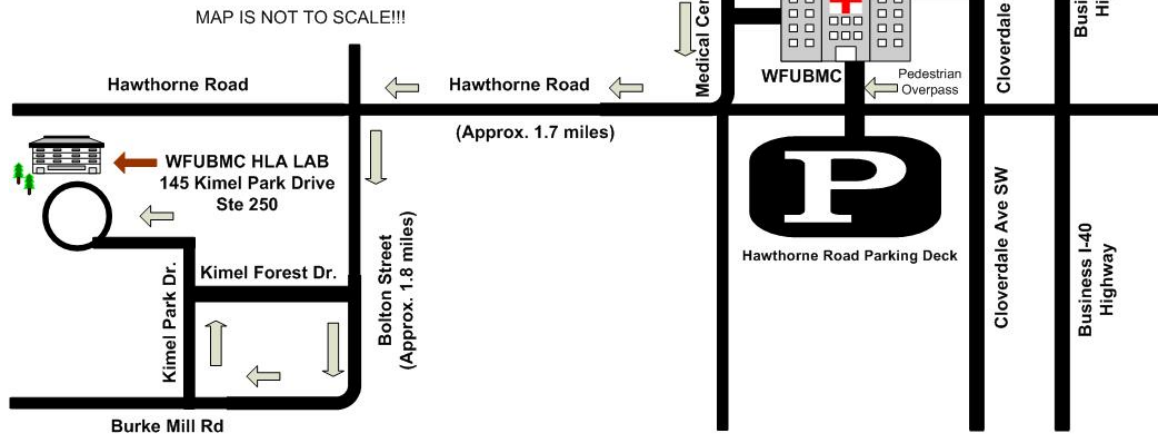 MAP IS NOT TO SCALE!!!
Hawthorne Road
Hawthorne Road
(Approx. 1.7 miles)
Medical
WFUBMC
Pedestrian
Overpass
Cloverdale
WFUBMC HLA LAB
145 Kimel Park Drive
Ste 250
P
Hawthorne Road Parking Deck
Cloverdale Ave SW
Business I-40
Highway
Kimel Forest Dr.
Kimel Park Dr.
Bolton Street
(Approx. 1.8 miles)
Burke Mill Rd